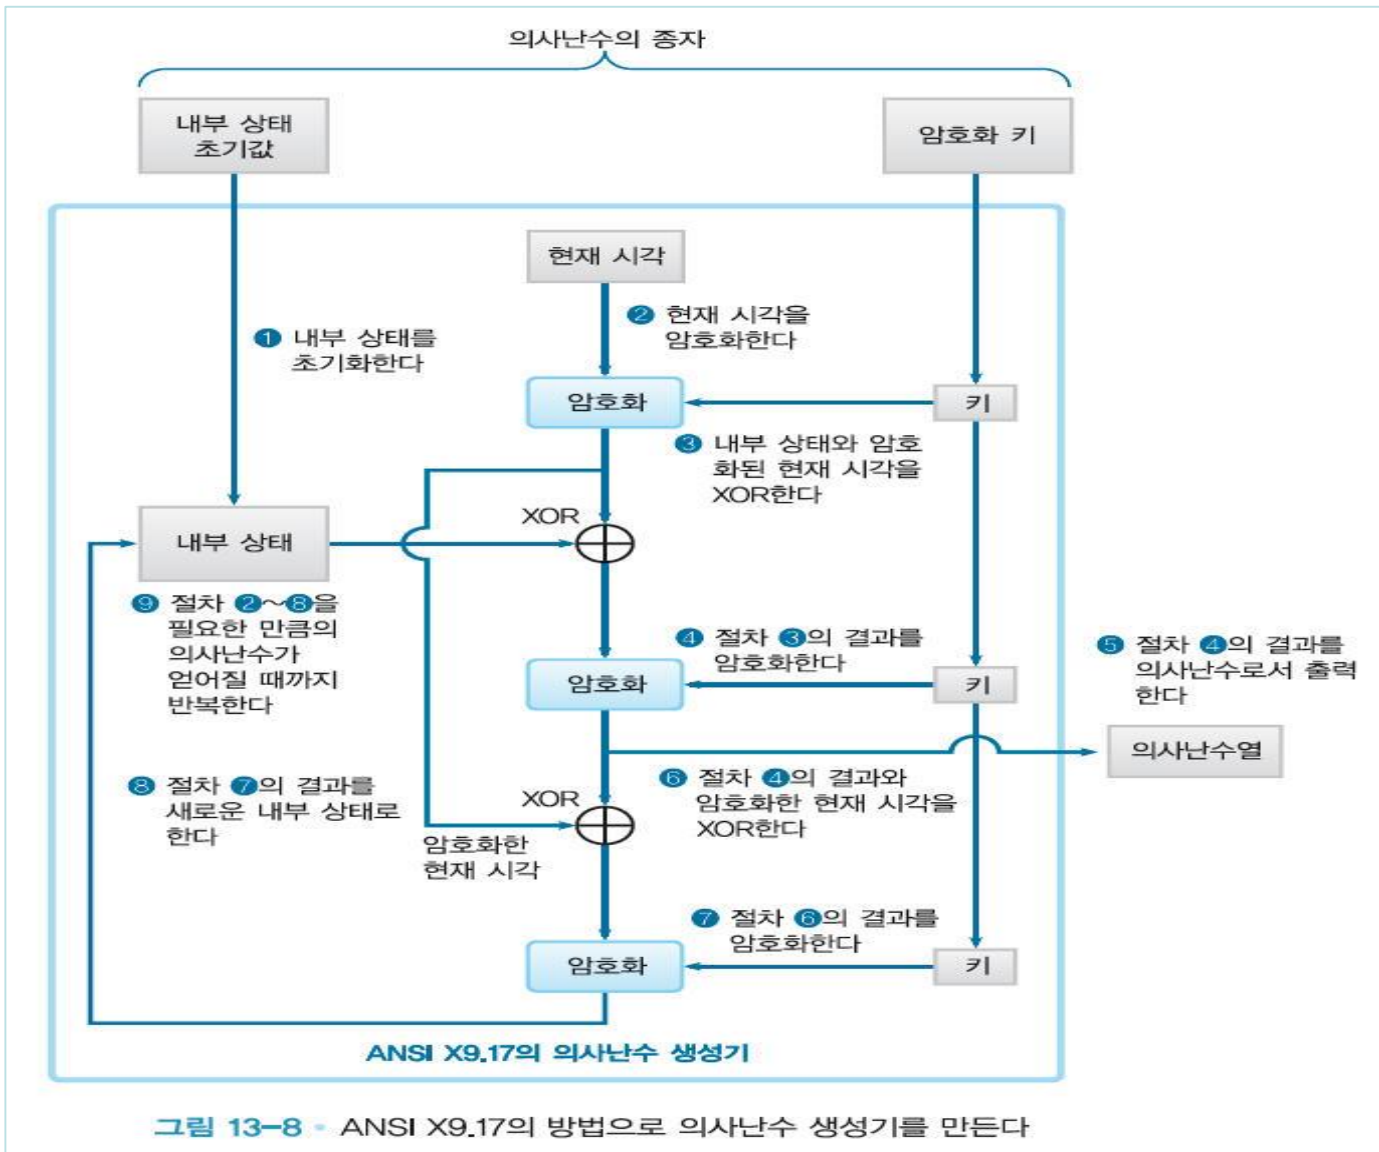 의사난수의 종자
내부 상태
초기값
암호화 키
현재 시각
❶ 내부 상태를
초기화한다
❷ 현재 시각을
암호화한다
암호화
키
❸ 내부 상태와 암호
화된 현재 시각을
XOR한다
XOR
내부 상태
❾ 절차 ❷~❽을
필요한 만큼의
의사난수가
얻어질 때까지
반복한다
❹ 절차 ❸의 결과를
암호화한다
암호화
키
❺ 절차 ❹의 결과를
의사난수로서 출력
한다
의사난수열
❽ 절차 ❼의 결과를
새로운 내부 상태로
한다
XOR
❻ 절차 ❹의 결과와
암호화한 현재 시각을
XOR한다
암호화한
현재 시각
❼ 절차 ❻의 결과를
암호화한다
암호화
키
ANSI X9.17의 의사난수 생성기
그림 13-8 • ANSI X9.17의 방법으로 의사난수 생성기를 만든다